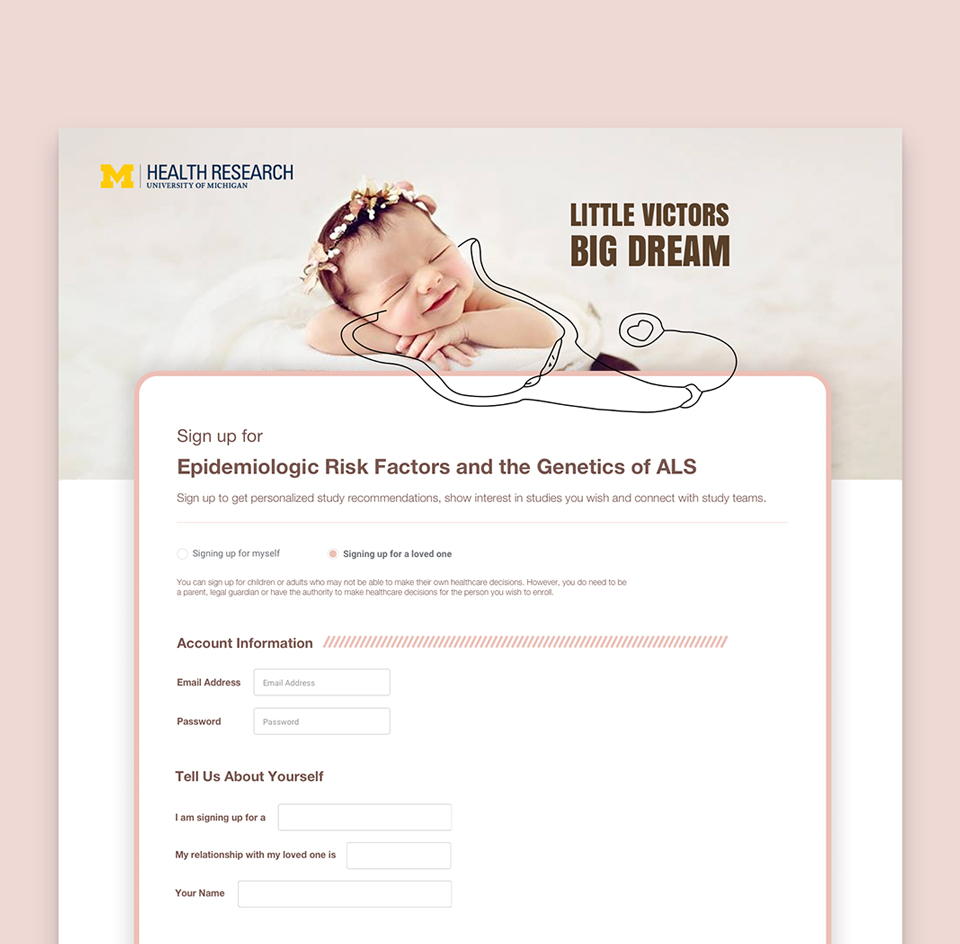 M
HEALTH RESEARCH
UNIVERSITY OF MICHIGAN
LITTLE VICTORS
BIG DREAM
Sign up for
Epidemiologic Risk Factors and the Genetics of ALS
Sign up to get personalized study recommendations, show interest in studies you wish and connect with study teams.
Signing up for myself
Signing up for a loved one
You can sign up for children or adults who may not be able to make their own healthcare decisions. However, you do need to be
a parent, legal guardian or have the authority to make healthcare decisions for the person you wish to enroll.
Account Information
Email Address
Email Address
Password
Password
Tell Us About Yourself
I am signing up for a
My relationship with my loved one is
Your Name